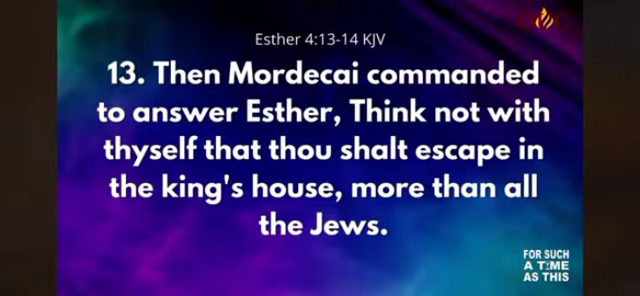 Esther 4:13-14 KJV
13. Then Mordecai commanded
to answer Esther, Think not with
thyself that thou shalt escape in
the king's house, more than all
the Jews.
FOR SUCH
A TIME
AS THIS